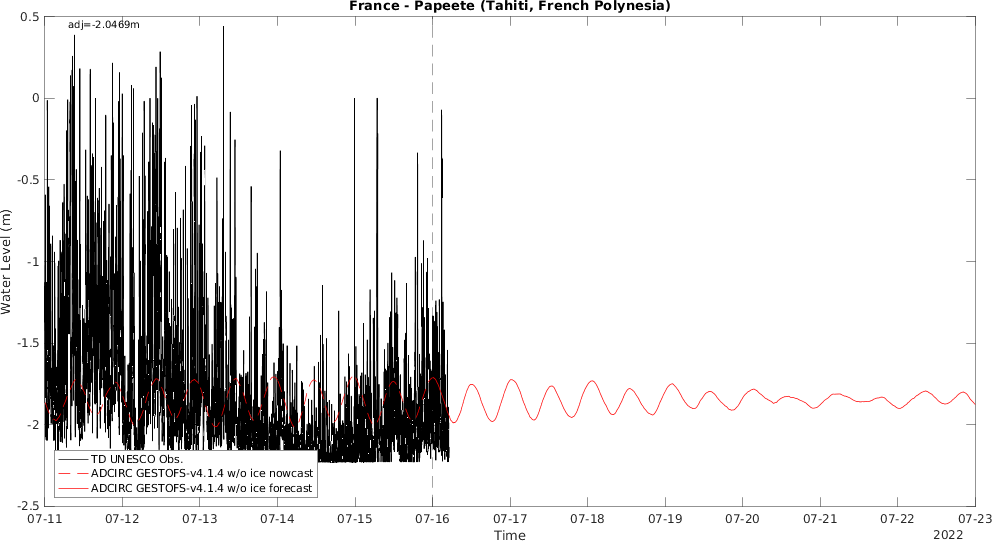 France - Papeete (Tahiti, French Polynesia)
adj=-2.0469m
0.5
0
-0.5
-1
-1.5
-2
-2.5
Water Level (m)
TD UNESCO Obs.
ADCIRC GESTOFS-v4.1.4 w/o ice nowcast
ADCIRC GESTOFS-v4.1.4 w/o ice forecast
07-11 07-12 07-13 07-14 07-15 07-16 07-17 07-18 07-19 07-20 07-21 07-22 07-23
Time
2022